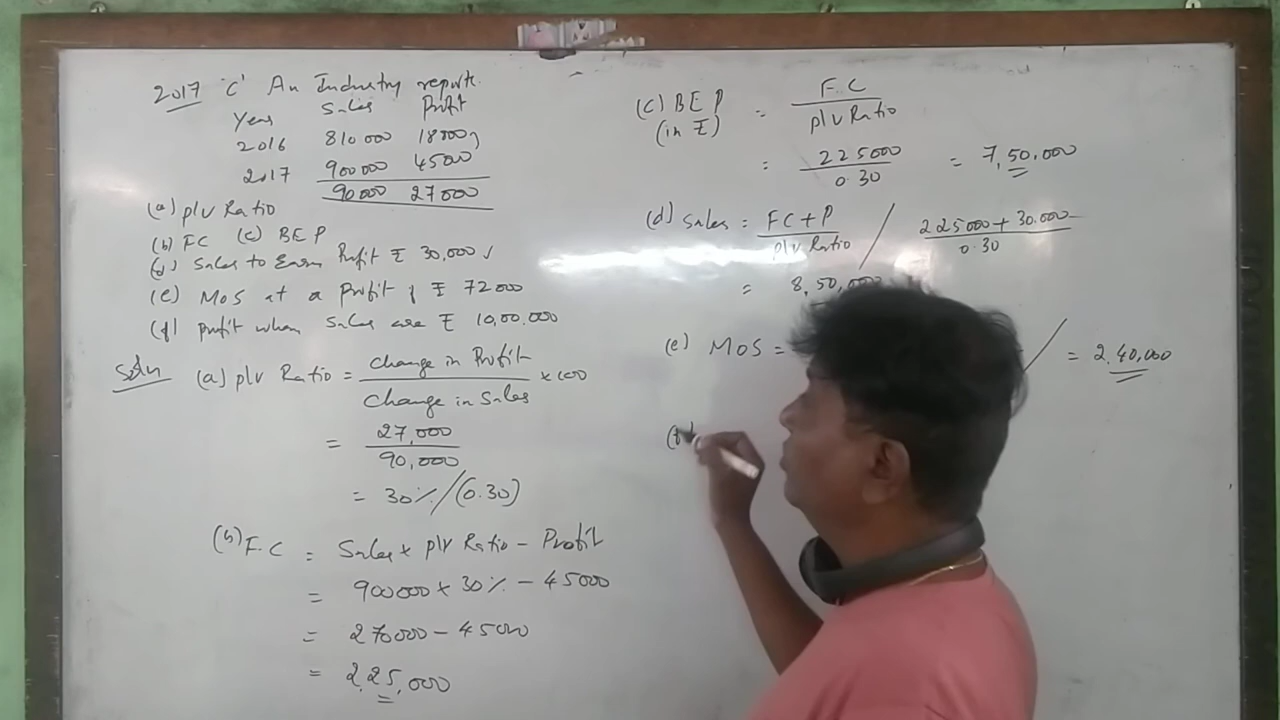 2017 'C' An Industry reports.
Year Sales Profit
2016 810000 18000
2017 900000 45000
90000 27000
(a) p/v Ratio
(b) FC (c) BEP
(d) Sales to Earn Profit ₹ 30,000
(e) MoS at a Profit of ₹ 72000
(f) profit when Sales are ₹ 10,00,000
Soln (a) p/v Ratio = change in Profit / change in Sales × 100
= 27,000 / 90,000
= 30% / (0.30)
(b) F.C = Sales × p/v Ratio - Profit
= 900000 × 30% - 45000
= 270000 - 45000
= 2,25,000
(c) BEP (in ₹) = F.C / p/v Ratio
= 225000 / 0.30 = 7,50,000
(d) Sales = FC + P / p/v Ratio / 225000 + 30,000 / 0.30
= 8,50,
(e) MoS = / = 2,40,000
(f)